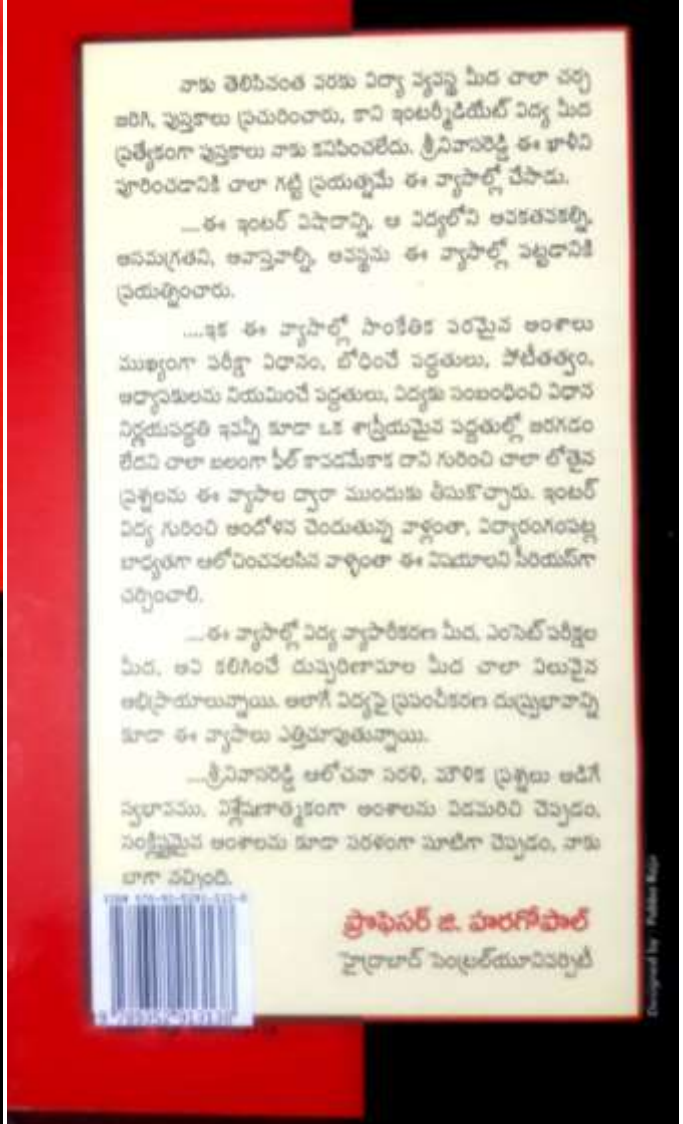 నాకు తెలిసినంత వరకు విద్యా వ్యవస్థ మీద చాలా చర్చ
జరిగి, పుస్తకాలు ప్రచురించారు, కాని ఇంటర్మీడియేట్ విద్య మీద
ప్రత్యేకంగా పుస్తకాలు నాకు కనిపించలేదు. శ్రీనివాసరెడ్డి ఈ ఖాళీని
పూరించడానికి చాలా గట్టి ప్రయత్నమే ఈ వ్యాసాల్లో చేసాడు.
....ఈ ఇంటర్ విషాదాన్ని, ఆ విద్యలోని అవకతవకల్ని,
అసమగ్రతని, అవాస్తవాల్ని, అవస్థను ఈ వ్యాసాల్లో పట్టడానికి
ప్రయత్నించారు.
....ఇక ఈ వ్యాసాల్లో సాంకేతిక పరమైన అంశాలు
ముఖ్యంగా పరీక్షా విధానం, బోధించే పద్ధతులు, పోటీతత్వం,
అధ్యాపకులను నియమించే పద్ధతులు, విద్యకు సంబంధించి విధాన
నిర్ణయపద్ధతి ఇవన్నీ కూడా ఒక శాస్త్రీయమైన పద్ధతుల్లో జరగడం
లేదని చాలా బలంగా ఫీల్ కావడమేకాక దాని గురించి చాలా లోతైన
ప్రశ్నలను ఈ వ్యాసాల ద్వారా ముందుకు తీసుకొచ్చారు. ఇంటర్
విద్య గురించి ఆందోళన చెందుతున్న వాళ్లంతా, విద్యారంగంపట్ల
బాధ్యతగా ఆలోచించవలసిన వాళ్ళంతా ఈ విషయాలని సీరియస్‌గా
చర్చించాలి.
....ఈ వ్యాసాల్లో విద్య వ్యాపారీకరణ మీద, ఎంసెట్ పరీక్షల
మీద, అవి కలిగించే దుష్పరిణామాల మీద చాలా విలువైన
అభిప్రాయాలున్నాయి. అలాగే విద్యపై ప్రపంచీకరణ దుష్ప్రభావాన్ని
కూడా ఈ వ్యాసాలు ఎత్తిచూపుతున్నాయి.
....శ్రీనివాసరెడ్డి ఆలోచనా సరళి, మౌళిక ప్రశ్నలు అడిగే
స్వభావము, విశ్లేషణాత్మకంగా అంశాలను విడమరిచి చెప్పడం,
సంక్లిష్టమైన అంశాలను కూడా సరళంగా సూటిగా చెప్పడం, నాకు
బాగా నచ్చింది.
ప్రొఫెసర్ జి. హరగోపాల్
హైద్రాబాద్ సెంట్రల్‌యూనివర్సిటీ
Designed by :